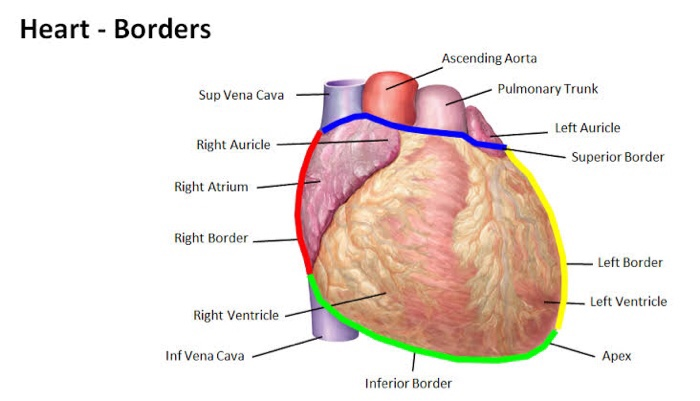 Heart - Borders
Ascending Aorta
Sup Vena Cava
Pulmonary Trunk
Left Auricle
Right Auricle
Superior Border
Right Atrium
Right Border
Left Border
Left Ventricle
Right Ventricle
Inf Vena Cava
Apex
Inferior Border